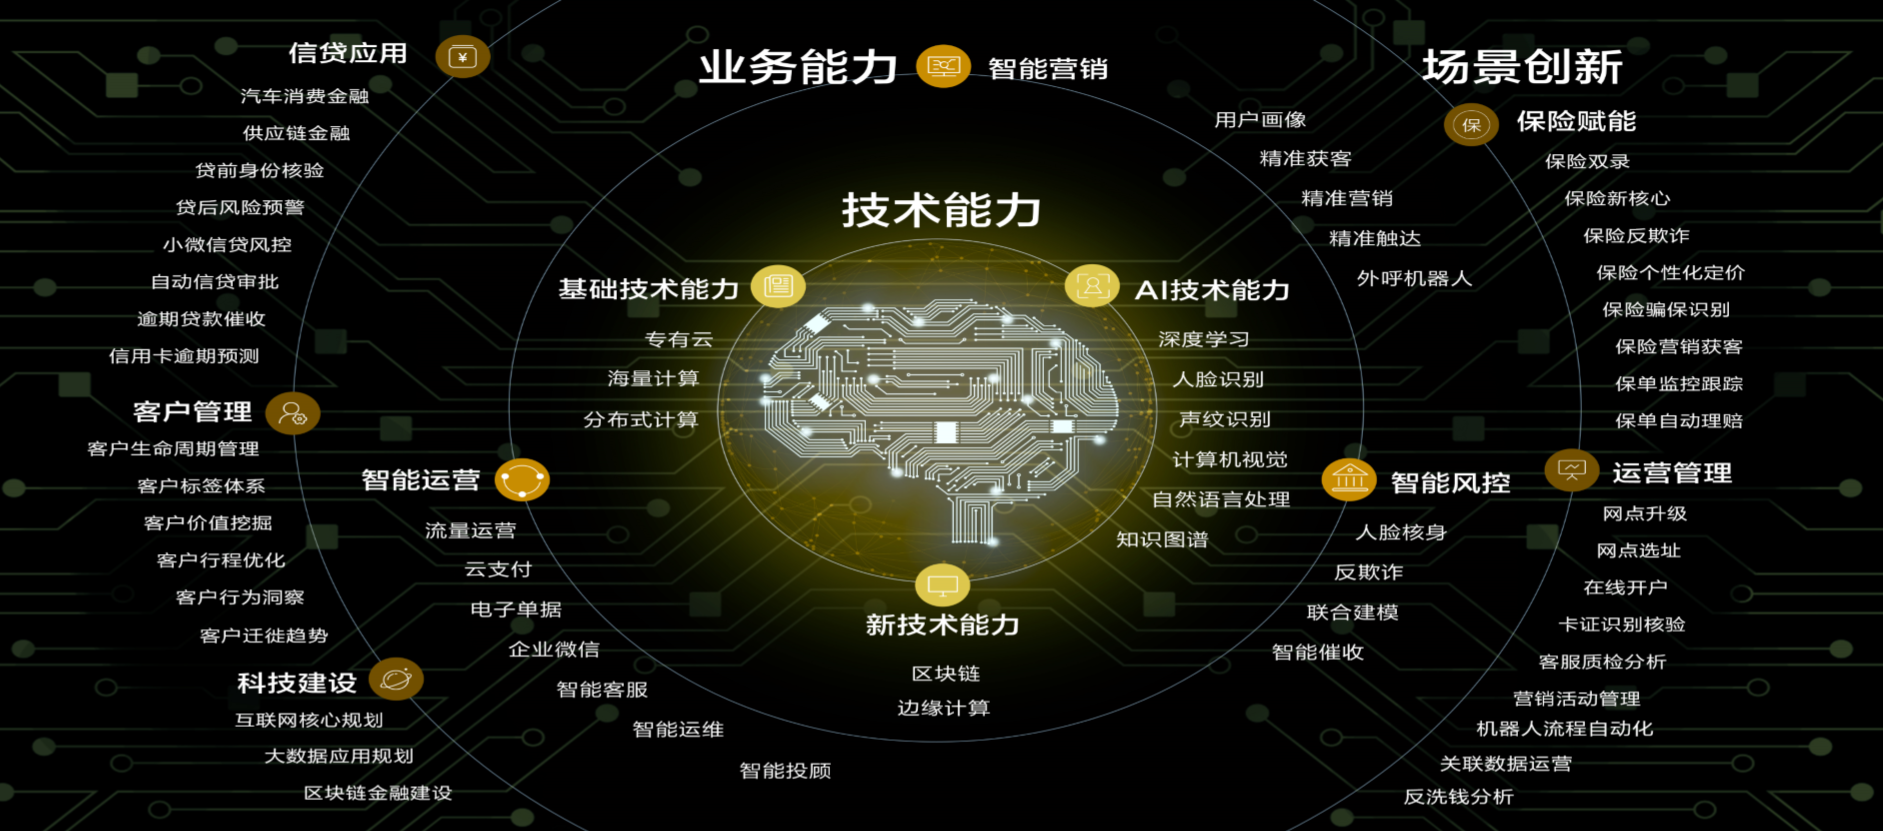 信贷应用
¥
汽车消费金融
供应链金融
贷前身份核验
贷后风险预警
小微信贷风控
自动信贷审批
逾期贷款催收
信用卡逾期预测
客户管理
客户生命周期管理
客户标签体系
客户价值挖掘
客户行程优化
客户行为洞察
客户迁徙趋势
科技建设
互联网核心规划
大数据应用规划
区块链金融建设
业务能力
智能营销
用户画像
精准获客
精准营销
精准触达
外呼机器人
智能运营
流量运营
云支付
电子单据
企业微信
智能客服
智能运维
智能投顾
技术能力
基础技术能力
专有云
海量计算
分布式计算
AI技术能力
深度学习
人脸识别
声纹识别
计算机视觉
自然语言处理
知识图谱
新技术能力
区块链
边缘计算
智能风控
人脸核身
反欺诈
联合建模
智能催收
场景创新
保
保险赋能
保险双录
保险新核心
保险反欺诈
保险个性化定价
保险骗保识别
保险营销获客
保单监控跟踪
保单自动理赔
运营管理
网点升级
网点选址
在线开户
卡证识别核验
客服质检分析
营销活动管理
机器人流程自动化
关联数据运营
反洗钱分析